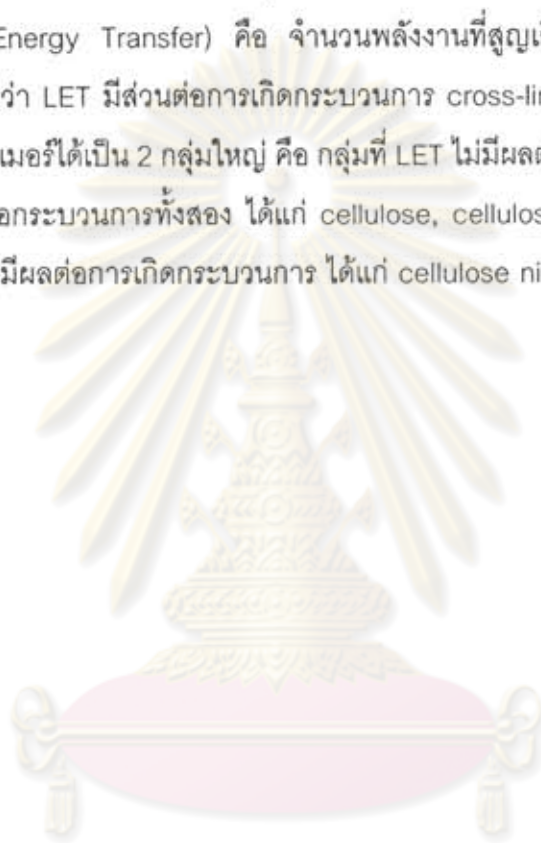 Energy Transfer) คือ จำนวนพลังงานที่สูญเ
ว่า LET มีส่วนต่อการเกิดกระบวนการ cross-lin
เมอร์ได้เป็น 2 กลุ่มใหญ่ คือ กลุ่มที่ LET ไม่มีผลต
อกระบวนการทั้งสอง ได้แก่ cellulose, cellulos
มีผลต่อการเกิดกระบวนการ ได้แก่ cellulose ni